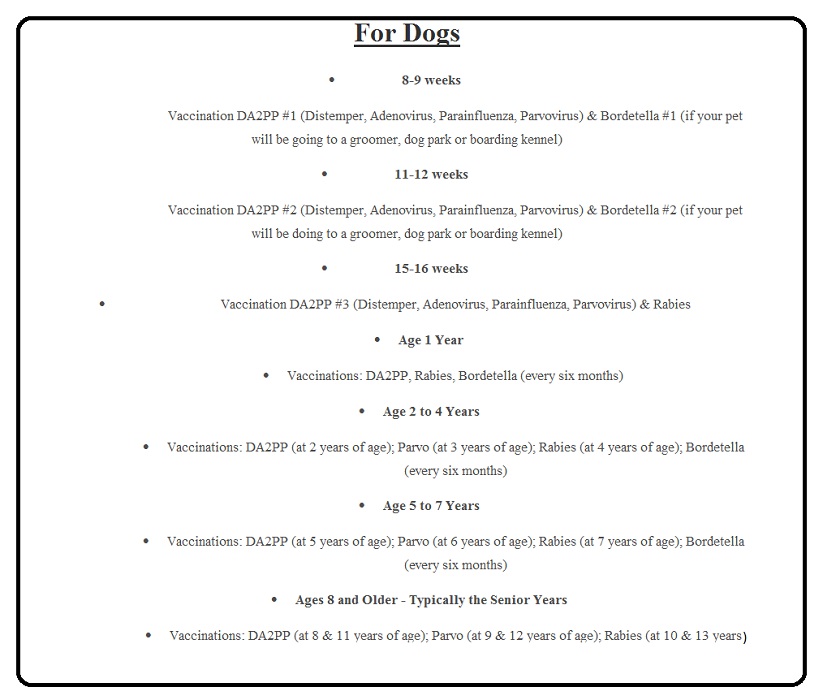 For Dogs
• 8-9 weeks
Vaccination DA2PP #1 (Distemper, Adenovirus, Parainfluenza, Parvovirus) & Bordetella #1 (if your pet
will be going to a groomer, dog park or boarding kennel)
• 11-12 weeks
Vaccination DA2PP #2 (Distemper, Adenovirus, Parainfluenza, Parvovirus) & Bordetella #2 (if your pet
will be doing to a groomer, dog park or boarding kennel)
• 15-16 weeks
• Vaccination DA2PP #3 (Distemper, Adenovirus, Parainfluenza, Parvovirus) & Rabies
• Age 1 Year
• Vaccinations: DA2PP, Rabies, Bordetella (every six months)
• Age 2 to 4 Years
• Vaccinations: DA2PP (at 2 years of age); Parvo (at 3 years of age); Rabies (at 4 years of age); Bordetella
(every six months)
• Age 5 to 7 Years
• Vaccinations: DA2PP (at 5 years of age); Parvo (at 6 years of age); Rabies (at 7 years of age); Bordetella
(every six months)
• Ages 8 and Older - Typically the Senior Years
• Vaccinations: DA2PP (at 8 & 11 years of age); Parvo (at 9 & 12 years of age); Rabies (at 10 & 13 years)